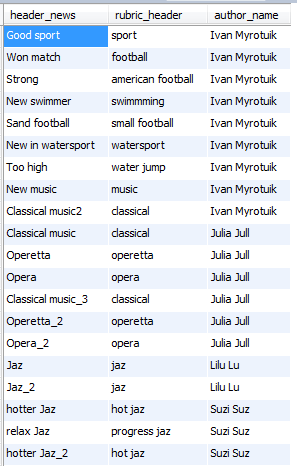 header_news rubric_header author_name
Good sport sport Ivan Myrotuik
Won match football Ivan Myrotuik
Strong american football Ivan Myrotuik
New swimmer swimmming Ivan Myrotuik
Sand football small football Ivan Myrotuik
New in watersport watersport Ivan Myrotuik
Too high water jump Ivan Myrotuik
New music music Ivan Myrotuik
Classical music2 classical Ivan Myrotuik
Classical music classical Julia Jull
Operetta operetta Julia Jull
Opera opera Julia Jull
Classical music_3 classical Julia Jull
Operetta_2 operetta Julia Jull
Opera_2 opera Julia Jull
Jaz jaz Lilu Lu
Jaz_2 jaz Lilu Lu
hotter Jaz hot jaz Suzi Suz
relax Jaz progress jaz Suzi Suz
hotter Jaz_2 hot jaz Suzi Suz